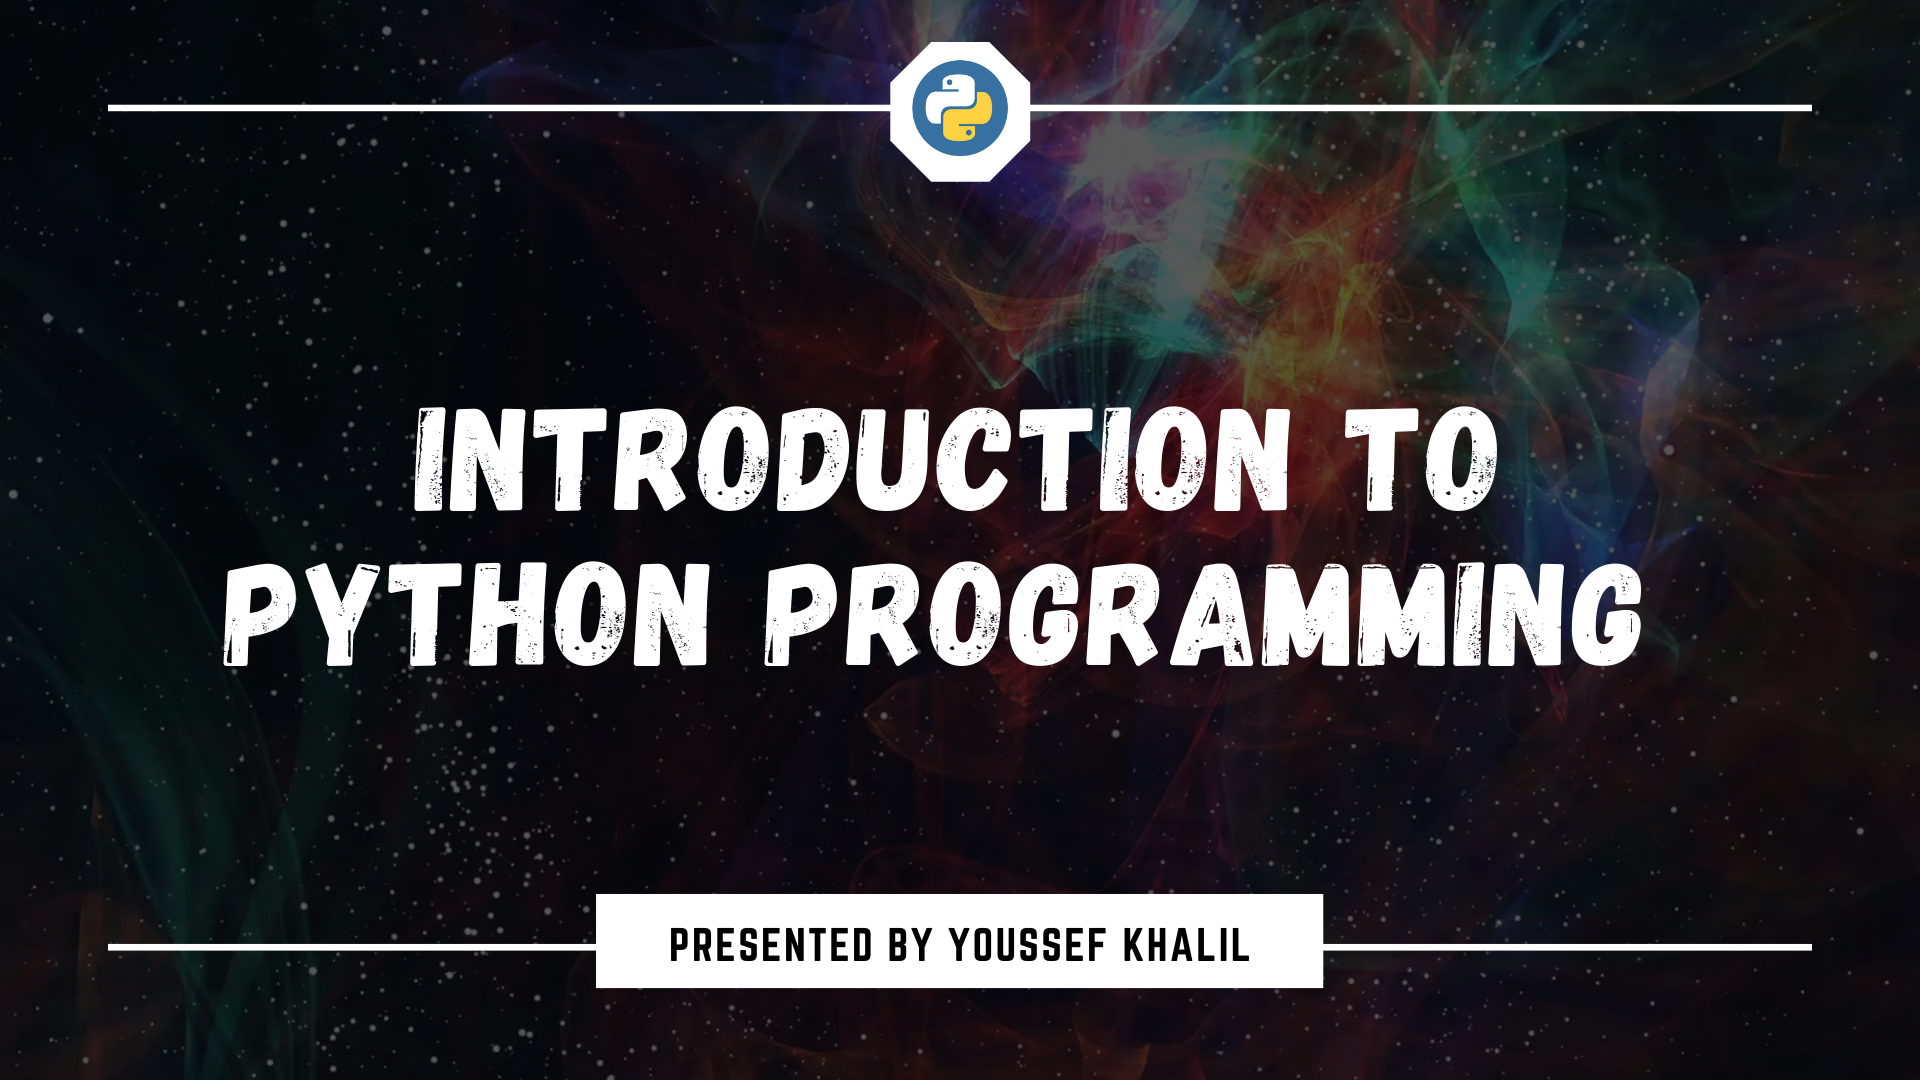 INTRODUCTION TO
PYTHON PROGRAMMING
PRESENTED BY YOUSSEF KHALIL